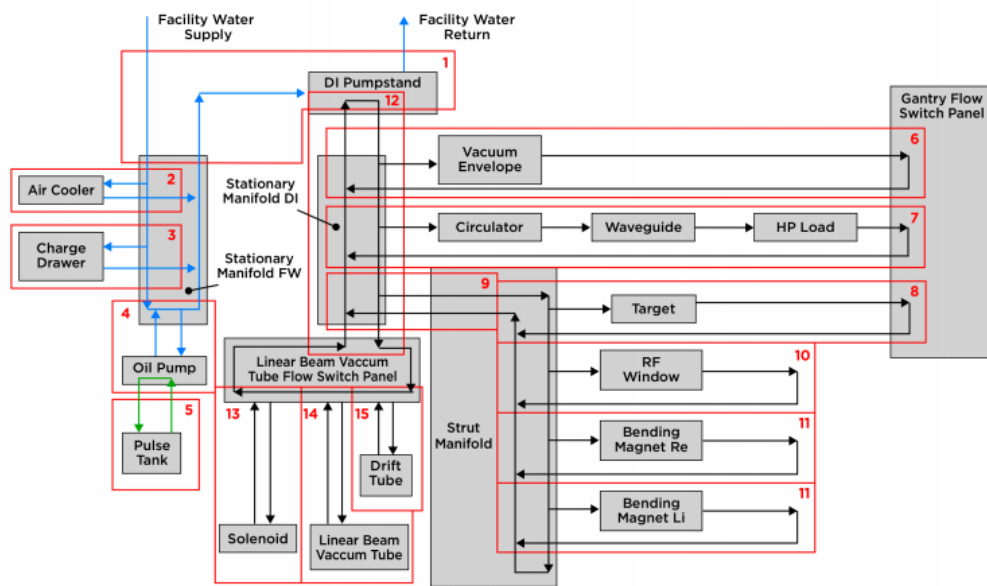 Facility Water
Supply
Facility Water
Return
1
DI Pumpstand
12
Gantry Flow
Switch Panel
6
Vacuum
Envelope
2
Air Cooler
Stationary
Manifold DI
7
Circulator
Waveguide
HP Load
3
Charge
Drawer
Stationary
Manifold FW
9
8
Target
4
Oil Pump
Linear Beam Vaccum
Tube Flow Switch Panel
10
RF
Window
5
Pulse
Tank
13
14
15
Drift
Tube
Strut
Manifold
11
Bending
Magnet Re
11
Bending
Magnet Li
Solenoid
Linear Beam
Vaccum Tube